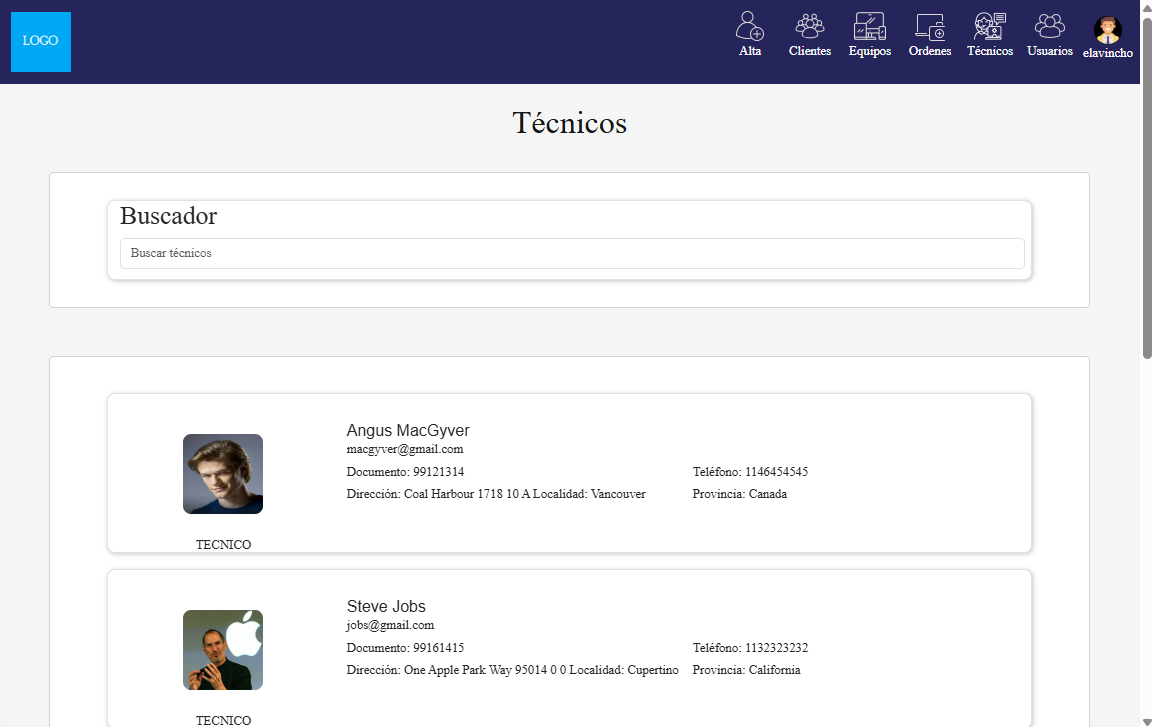 LOGO
Alta
Clientes
Equipos
Ordenes
Técnicos
Usuarios
elavincho
Técnicos
Buscador
Buscar técnicos
Angus MacGyver
macgyver@gmail.com
Documento: 99121314
Teléfono: 1146454545
Dirección: Coal Harbour 1718 10 A Localidad: Vancouver
Provincia: Canada
TECNICO
Steve Jobs
jobs@gmail.com
Documento: 99161415
Teléfono: 1132323232
Dirección: One Apple Park Way 95014 0 0 Localidad: Cupertino
Provincia: California
TECNICO